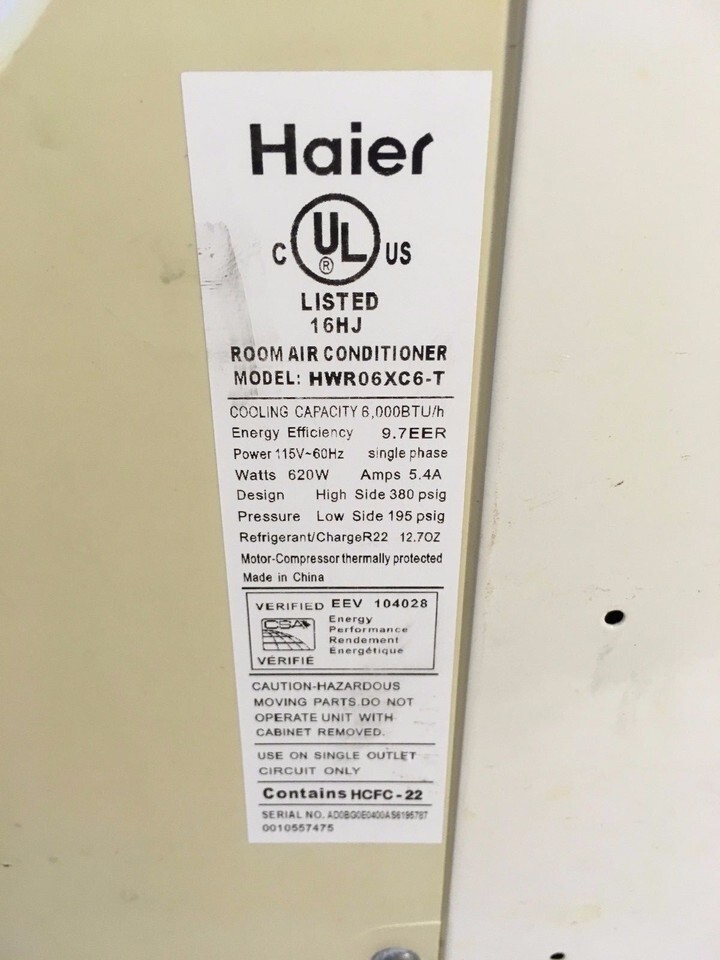 Haier
C UL ® US
LISTED
16HJ
ROOM AIR CONDITIONER
MODEL: HWR06XC6-T
COOLING CAPACITY 6,000BTU/h
Energy Efficiency 9.7EER
Power 115V~60Hz single phase
Watts 620W Amps 5.4A
Design High Side 380 psig
Pressure Low Side 195 psig
Refrigerant/ChargeR22 12.7OZ
Motor-Compressor thermally protected
Made in China
VERIFIED EEV 104028
CSA Energy
Performance
Rendement
Énergétique
VÉRIFIÉ
CAUTION-HAZARDOUS
MOVING PARTS.DO NOT
OPERATE UNIT WITH
CABINET REMOVED.
USE ON SINGLE OUTLET
CIRCUIT ONLY
Contains HCFC-22
SERIAL NO. AD0BG0E0400AS6195787
0010557475